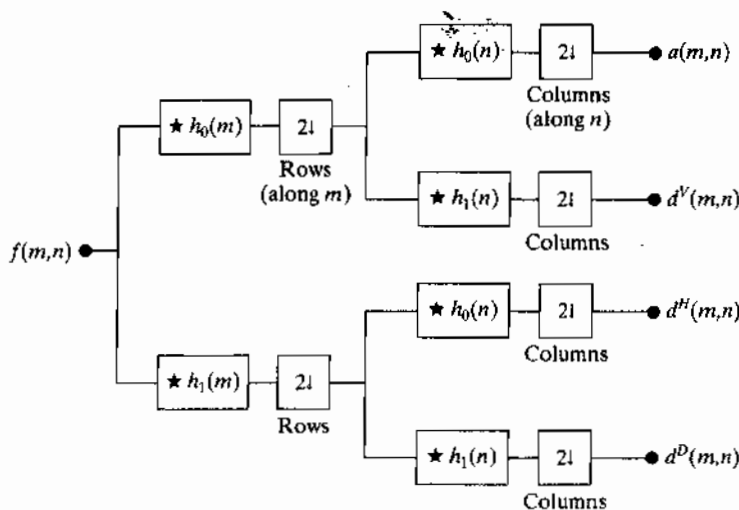 ★ h₀(n)
2↓
a(m,n)
Columns
(along n)
★ h₀(m)
2↓
Rows
(along m)
★ h₁(n)
2↓
dⱽ(m,n)
Columns
f(m,n)
★ h₀(n)
2↓
dᴴ(m,n)
Columns
★ h₁(m)
2↓
Rows
★ h₁(n)
2↓
dᴰ(m,n)
Columns